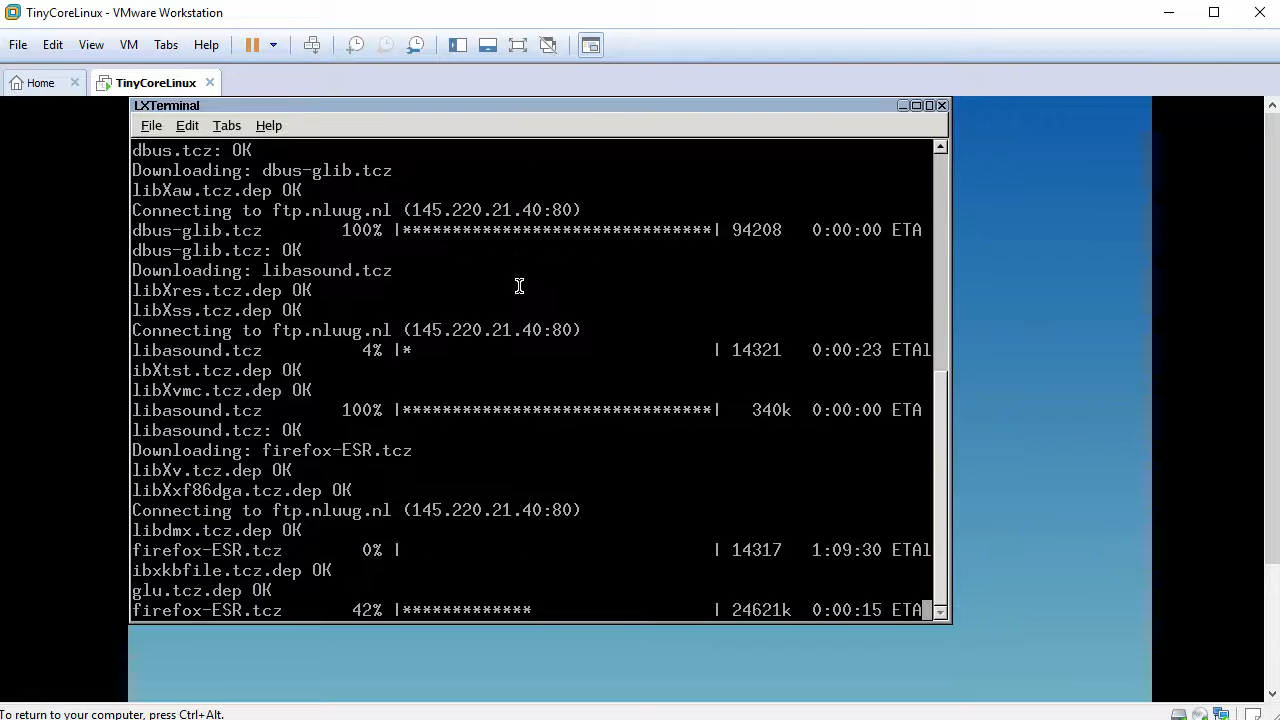 TinyCoreLinux - VMware Workstation
File Edit View VM Tabs Help
Home TinyCoreLinux
LXTerminal
File Edit Tabs Help
dbus.tcz: OK
Downloading: dbus-glib.tcz
libXaw.tcz.dep OK
Connecting to ftp.nluug.nl (145.220.21.40:80)
dbus-glib.tcz 100% |*******************************| 94208 0:00:00 ETA
dbus-glib.tcz: OK
Downloading: libasound.tcz
libXres.tcz.dep OK
libXss.tcz.dep OK
Connecting to ftp.nluug.nl (145.220.21.40:80)
libasound.tcz 4% |* | 14321 0:00:23 ETAl
ibXtst.tcz.dep OK
libXvmc.tcz.dep OK
libasound.tcz 100% |*******************************| 340k 0:00:00 ETA
libasound.tcz: OK
Downloading: firefox-ESR.tcz
libXv.tcz.dep OK
libXxf86dga.tcz.dep OK
Connecting to ftp.nluug.nl (145.220.21.40:80)
libdmx.tcz.dep OK
firefox-ESR.tcz 0% | | 14317 1:09:30 ETAl
ibxkbfile.tcz.dep OK
glu.tcz.dep OK
firefox-ESR.tcz 42% |************* | 24621k 0:00:15 ETA
To return to your computer, press Ctrl+Alt.